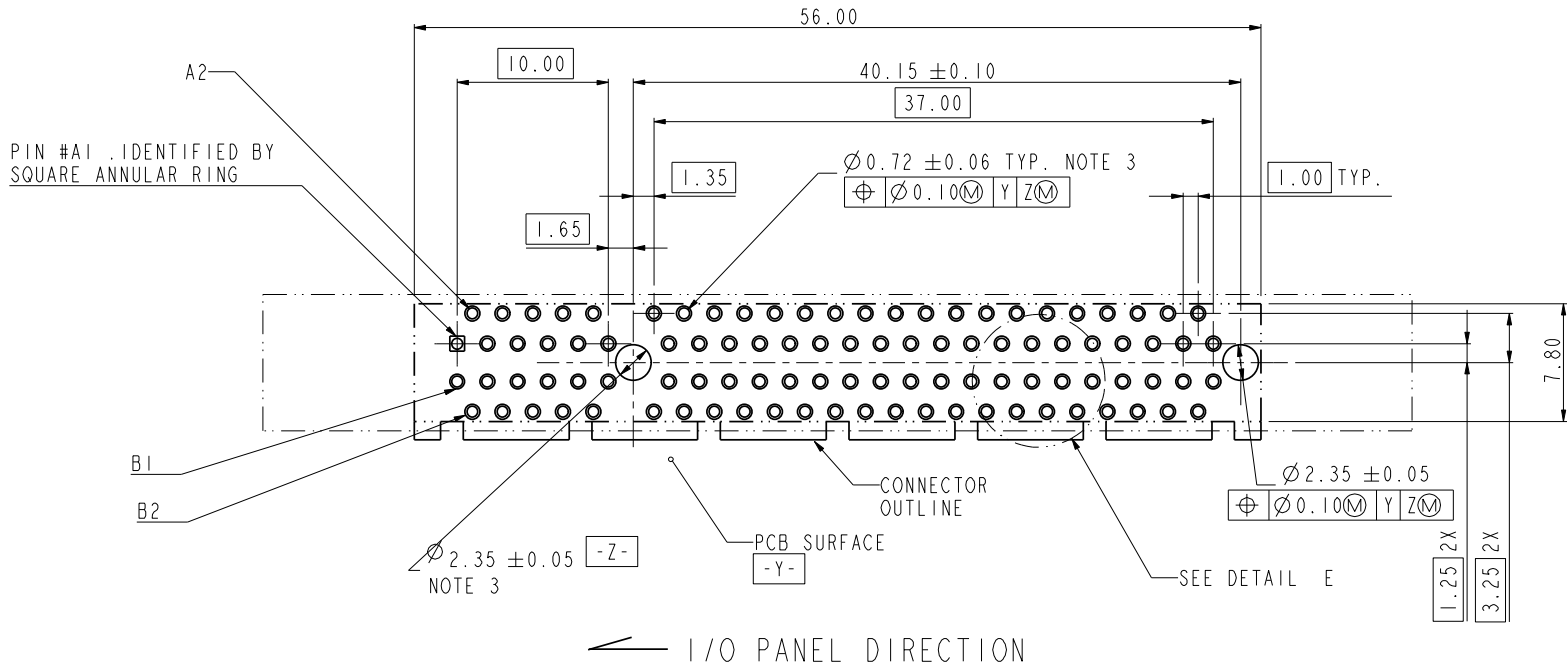 56.00
A2
10.00
40.15 ±0.10
37.00
PIN #A1 .IDENTIFIED BY
SQUARE ANNULAR RING
1.35
Ø0.72 ±0.06 TYP. NOTE 3
⌖ Ø0.10Ⓜ Y ZⓂ
1.00 TYP.
1.65
7.80
B1
B2
CONNECTOR
OUTLINE
Ø2.35 ±0.05
⌖ Ø0.10Ⓜ Y ZⓂ
Ø2.35 ±0.05 -Z-
NOTE 3
PCB SURFACE
-Y-
SEE DETAIL E
1.25 2X
3.25 2X
I/O PANEL DIRECTION